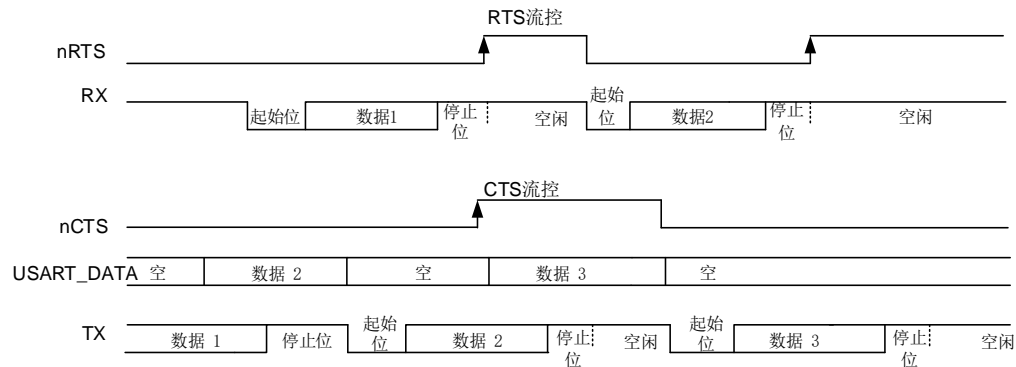 RTS流控
nRTS
RX
起始位
数据1
停止
位
空闲
起始
位
数据2
停止
位
空闲
CTS流控
nCTS
USART_DATA
空
数据 2
空
数据 3
空
TX
数据 1
停止位
起始
位
数据 2
停止
位
空闲
起始
位
数据 3
停止
位
空闲